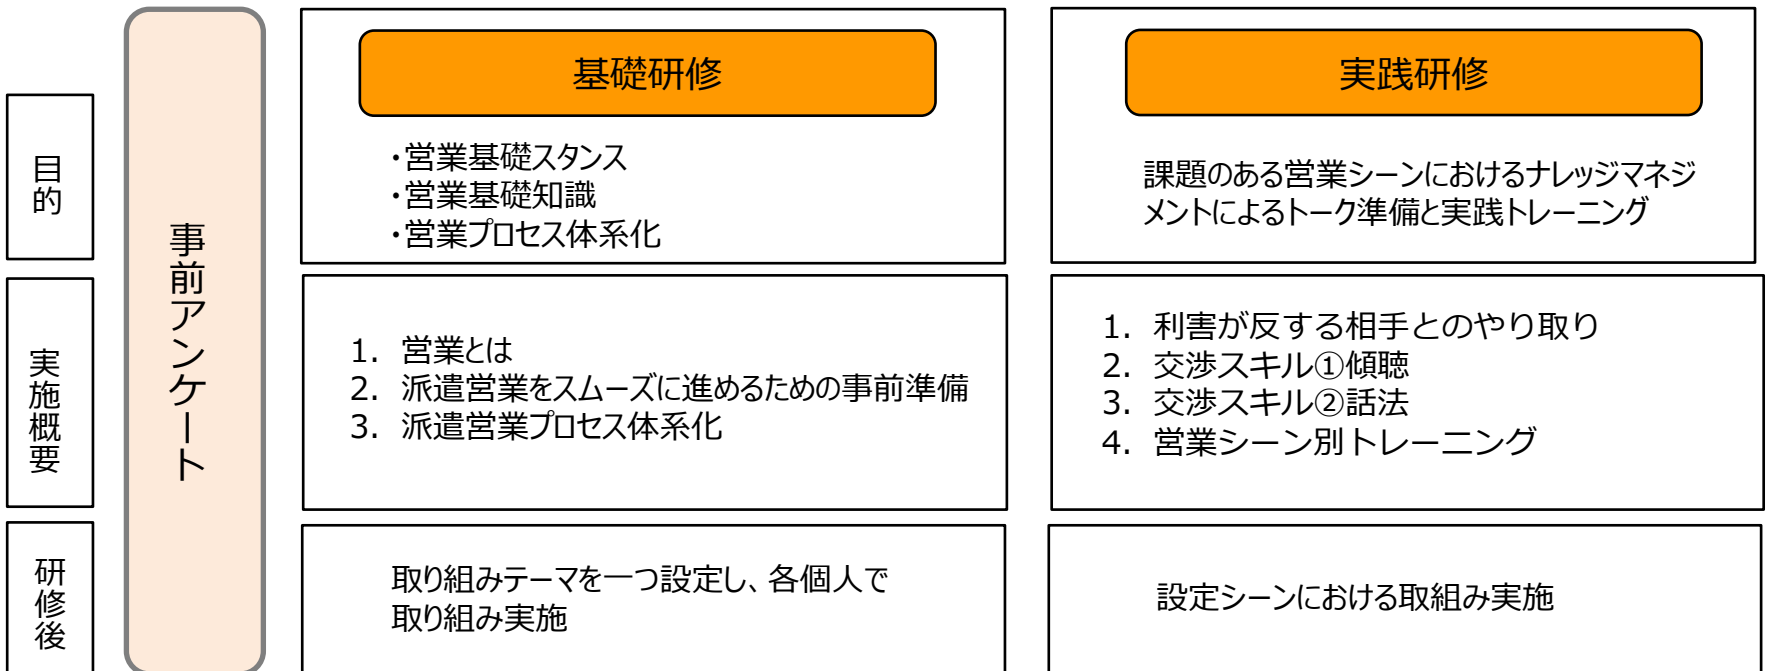 目的
実施概要
研修後
事前アンケート
基礎研修
・営業基礎スタンス
・営業基礎知識
・営業プロセス体系化
1. 営業とは
2. 派遣営業をスムーズに進めるための事前準備
3. 派遣営業プロセス体系化
取り組みテーマを一つ設定し、各個人で
取り組み実施
実践研修
課題のある営業シーンにおけるナレッジマネジ
メントによるトーク準備と実践トレーニング
1. 利害が反する相手とのやり取り
2. 交渉スキル①傾聴
3. 交渉スキル②話法
4. 営業シーン別トレーニング
設定シーンにおける取組み実施